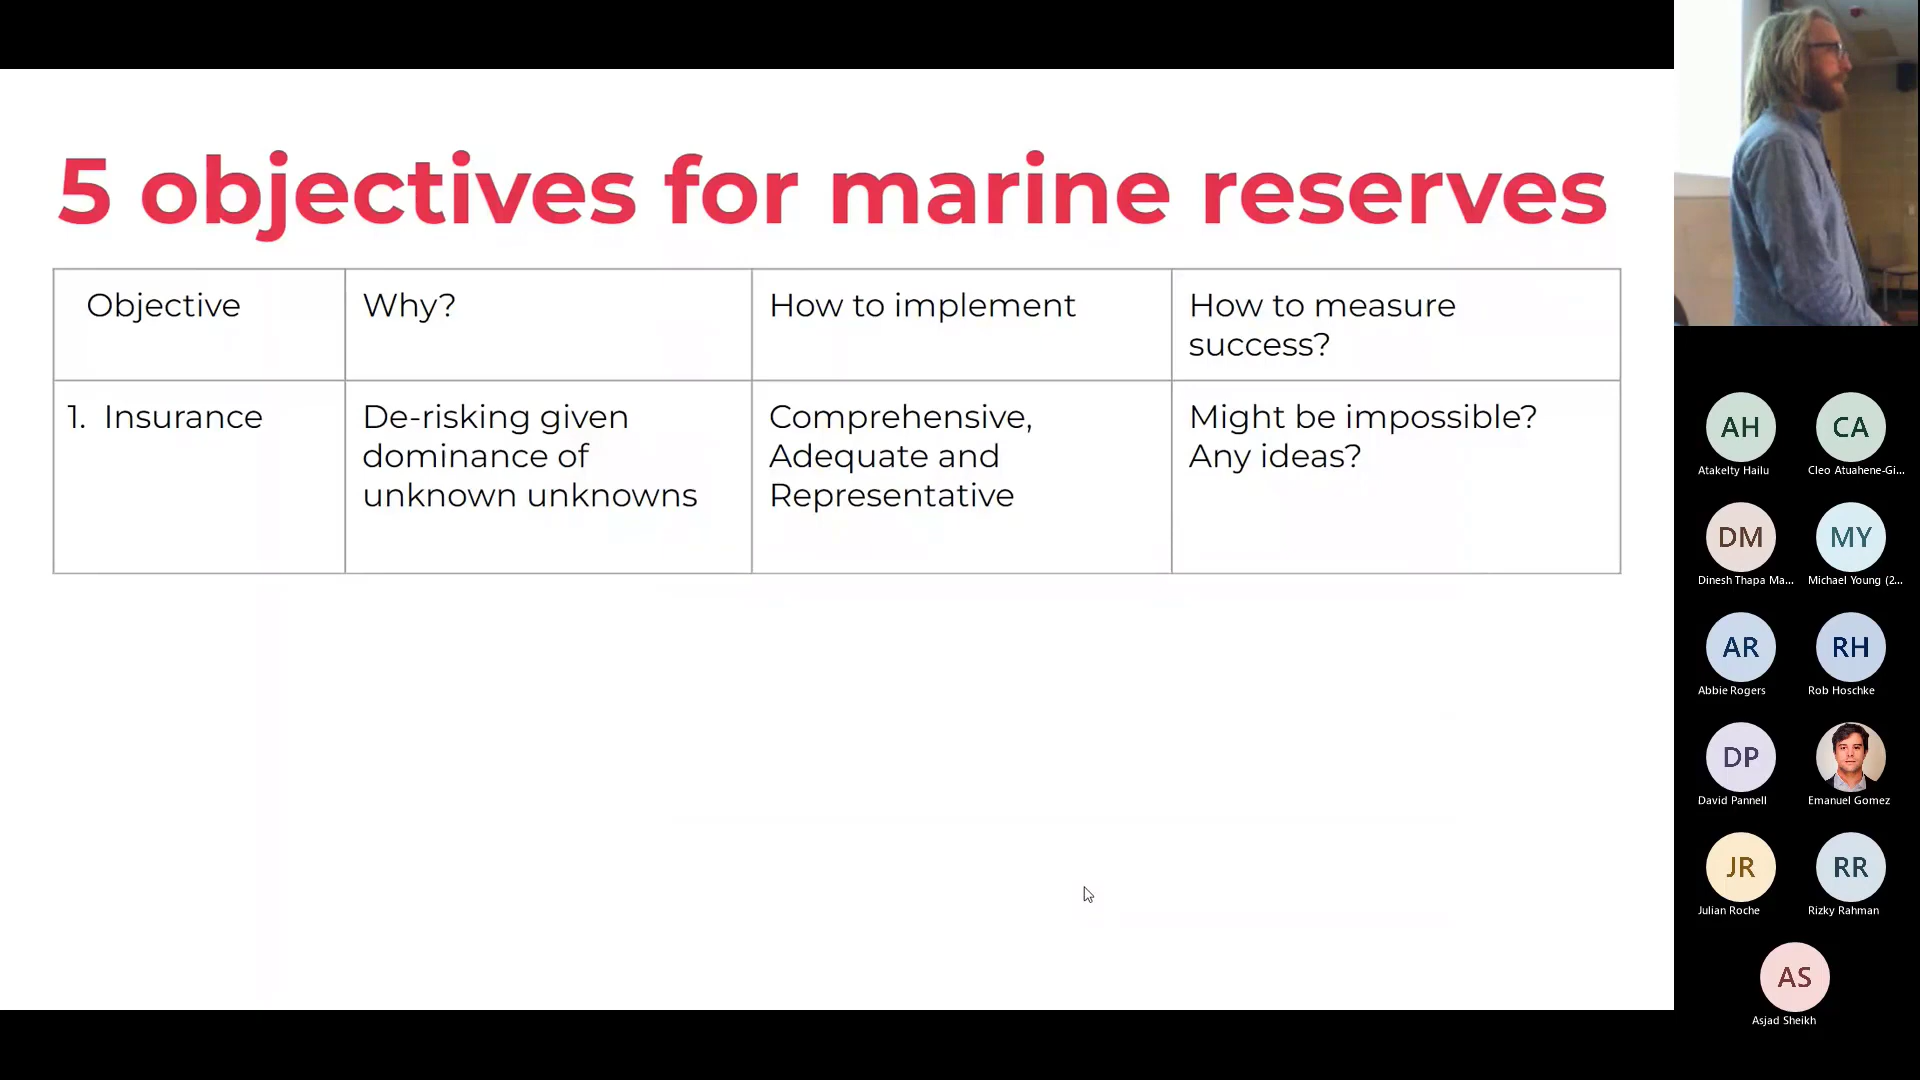 5 objectives for marine reserves
Objective
Why?
How to implement
How to measure
success?
1. Insurance
De-risking given
dominance of
unknown unknowns
Comprehensive,
Adequate and
Representative
Might be impossible?
Any ideas?
AH
Atakelty Hailu
CA
Cleo Atuahene-Gi...
DM
Dinesh Thapa Ma...
MY
Michael Young (2...
AR
Abbie Rogers
RH
Rob Hoschke
DP
David Pannell
Emanuel Gomez
JR
Julian Roche
RR
Rizky Rahman
AS
Asjad Sheikh